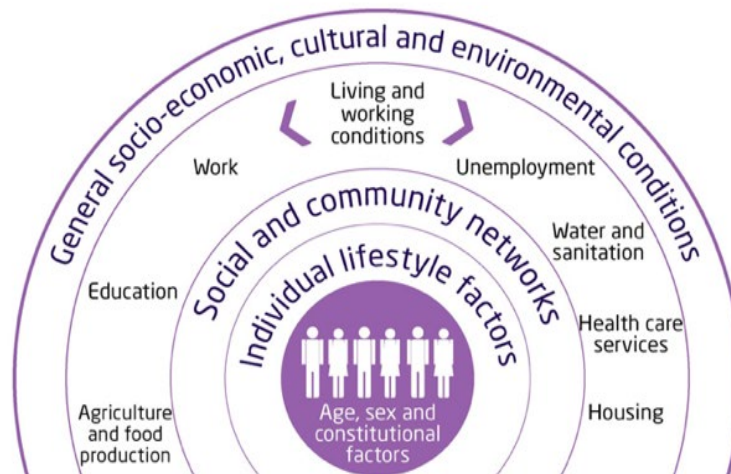 General socio-economic, cultural and environmental conditions
Living and
working
conditions
Work
Unemployment
Social and community networks
Water and
sanitation
Individual lifestyle factors
Education
Health care
services
Agriculture
and food
production
Age, sex and
constitutional
factors
Housing